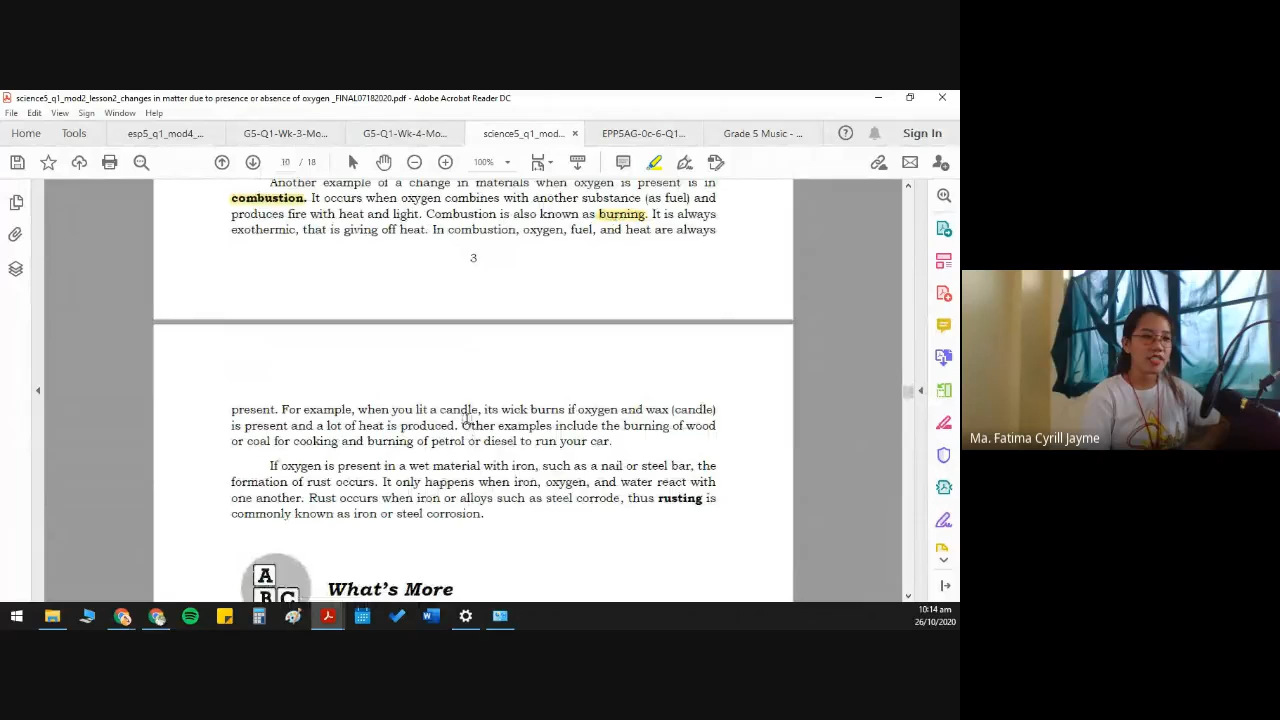 science5_q1_mod2_lesson2_changes in matter due to presence or absence of oxygen _FINAL07182020.pdf - Adobe Acrobat Reader DC
File Edit View Sign Window Help
Home Tools esp5_q1_mod4_... G5-Q1-Wk-3-Mo... G5-Q1-Wk-4-Mo... science5_q1_mod... EPP5AG-0c-6-Q1... Grade 5 Music - ... Sign In
10 / 18 100%
Another example of a change in materials when oxygen is present is in
combustion. It occurs when oxygen combines with another substance (as fuel) and
produces fire with heat and light. Combustion is also known as burning. It is always
exothermic, that is giving off heat. In combustion, oxygen, fuel, and heat are always
3
present. For example, when you lit a candle, its wick burns if oxygen and wax (candle)
is present and a lot of heat is produced. Other examples include the burning of wood
or coal for cooking and burning of petrol or diesel to run your car.
If oxygen is present in a wet material with iron, such as a nail or steel bar, the
formation of rust occurs. It only happens when iron, oxygen, and water react with
one another. Rust occurs when iron or alloys such as steel corrode, thus rusting is
commonly known as iron or steel corrosion.
A
B C
What's More
Ma. Fatima Cyrill Jayme
10:14 am
26/10/2020